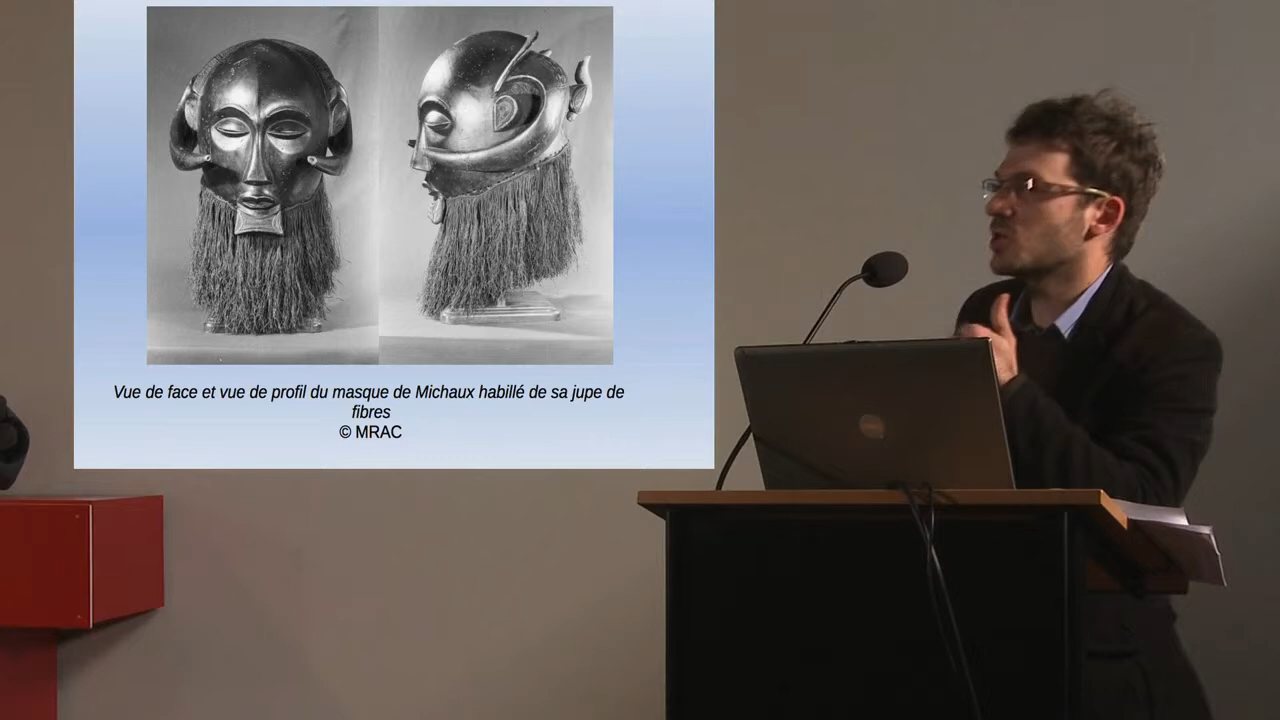 Vue de face et vue de profil du masque de Michaux habillé de sa jupe de
fibres
© MRAC